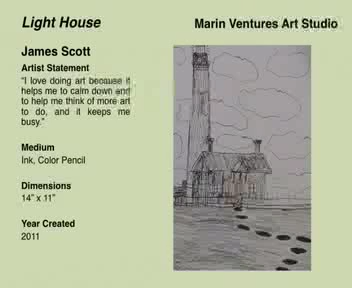 Light House
Marin Ventures Art Studio
James Scott
Artist Statement
“I love doing art because it
helps me to calm down and
to help me think of more art
to do, and it keeps me
busy.”
Medium
Ink, Color Pencil
Dimensions
14” x 11”
Year Created
2011